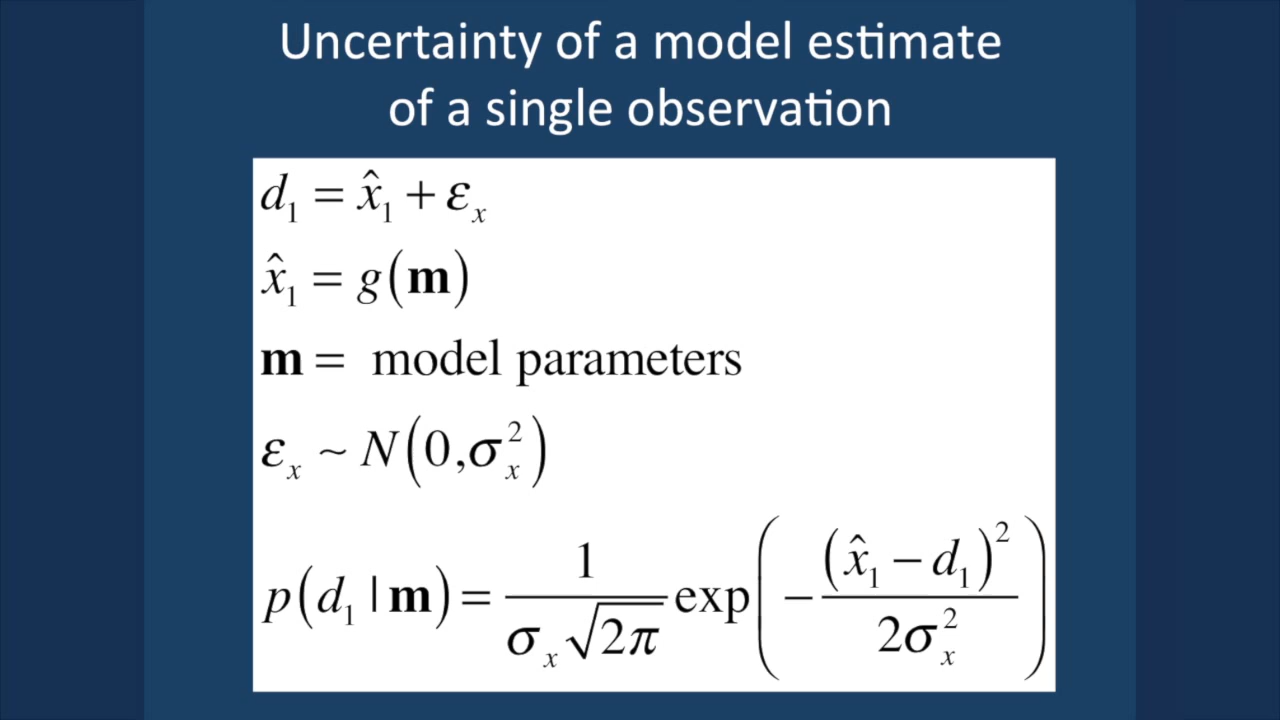 Uncertainty of a model estimate
of a single observation
d₁ = x̂₁ + εₓ
x̂₁ = g(m)
m = model parameters
εₓ ~ N(0,σₓ²)
p(d₁ | m) = 1/(σₓ√2π) exp(−(x̂₁ − d₁)²/(2σₓ²))